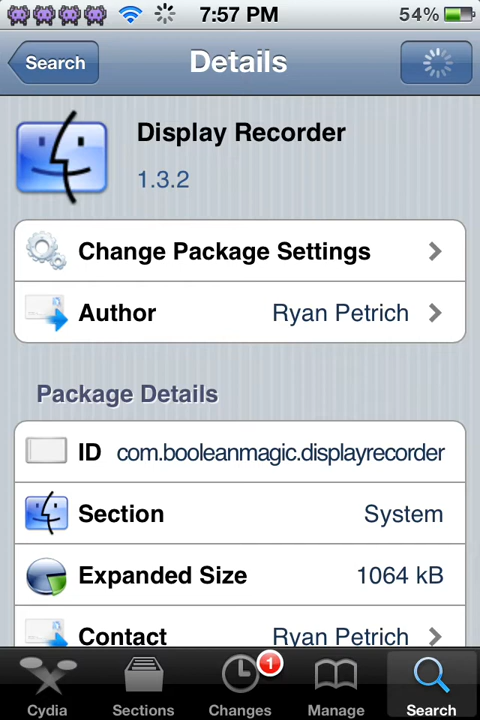 7:57 PM
54%
Search
Details
Display Recorder
1.3.2
Change Package Settings
Author Ryan Petrich
Package Details
ID com.booleanmagic.displayrecorder
Section System
Expanded Size 1064 kB
Contact Ryan Petrich
1
Cydia Sections Changes Manage Search